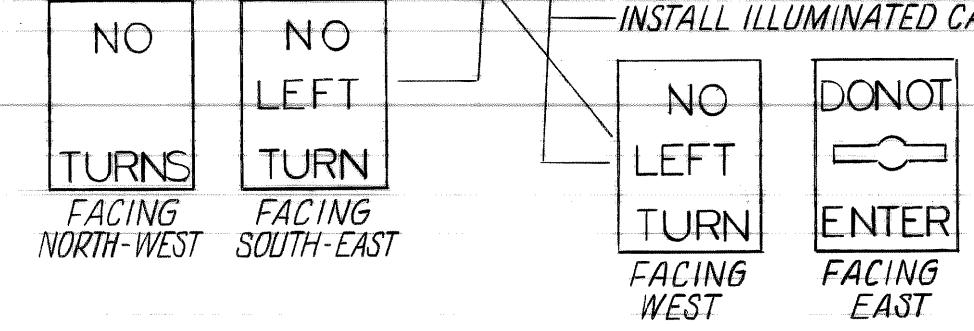 INSTALL ILLUMINATED
NO
TURNS
FACING
NORTH-WEST
NO
LEFT
TURN
FACING
SOUTH-EAST
NO
LEFT
TURN
FACING
WEST
DONOT
ENTER
FACING
EAST